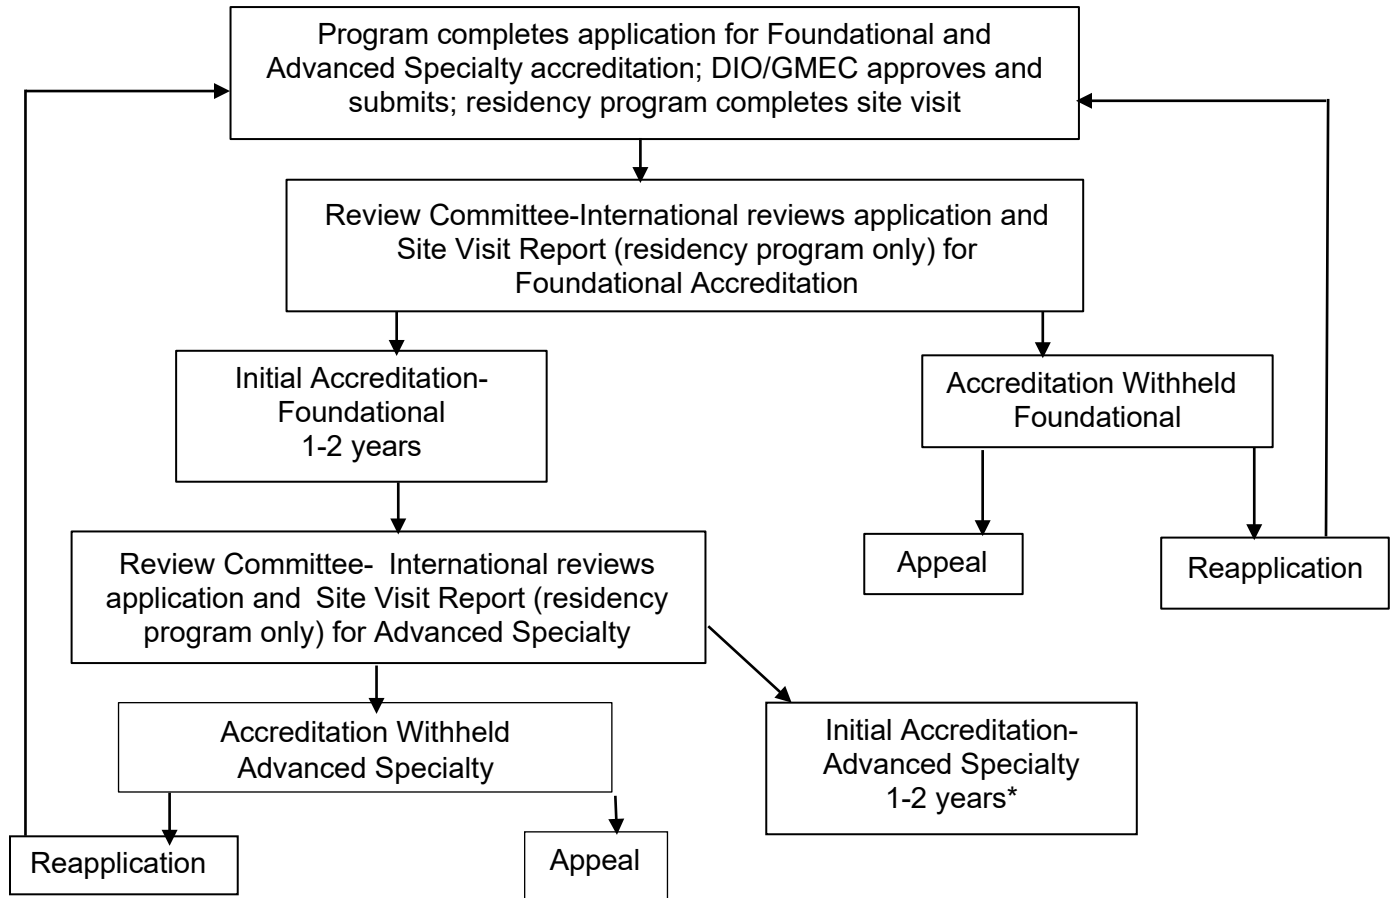 Program completes application for Foundational and
Advanced Specialty accreditation; DIO/GMEC approves and
submits; residency program completes site visit
Review Committee-International reviews application and
Site Visit Report (residency program only) for
Foundational Accreditation
Initial Accreditation-
Foundational
1-2 years
Accreditation Withheld
Foundational
Appeal
Reapplication
Review Committee- International reviews
application and Site Visit Report (residency
program only) for Advanced Specialty
Accreditation Withheld
Advanced Specialty
Initial Accreditation-
Advanced Specialty
1-2 years*
Reapplication
Appeal